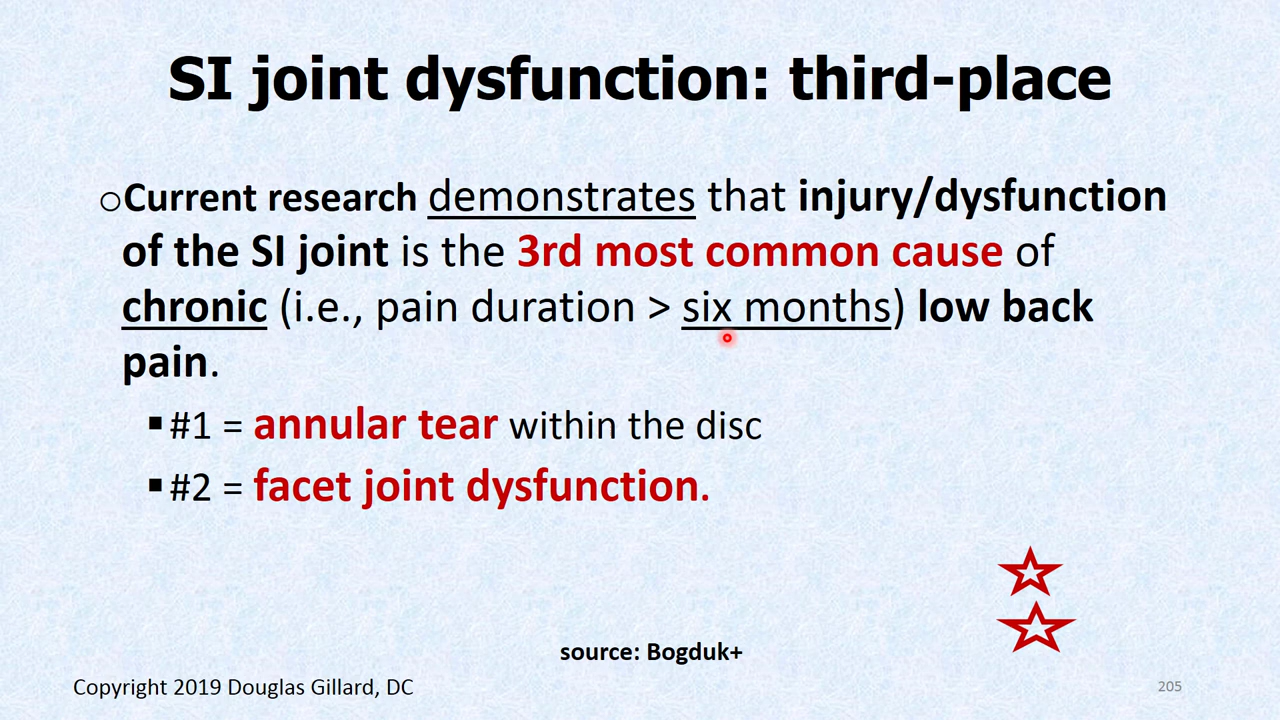 SI joint dysfunction: third-place
○Current research demonstrates that injury/dysfunction
of the SI joint is the 3rd most common cause of
chronic (i.e., pain duration > six months) low back
pain.
▪#1 = annular tear within the disc
▪#2 = facet joint dysfunction.
source: Bogduk+
Copyright 2019 Douglas Gillard, DC
205